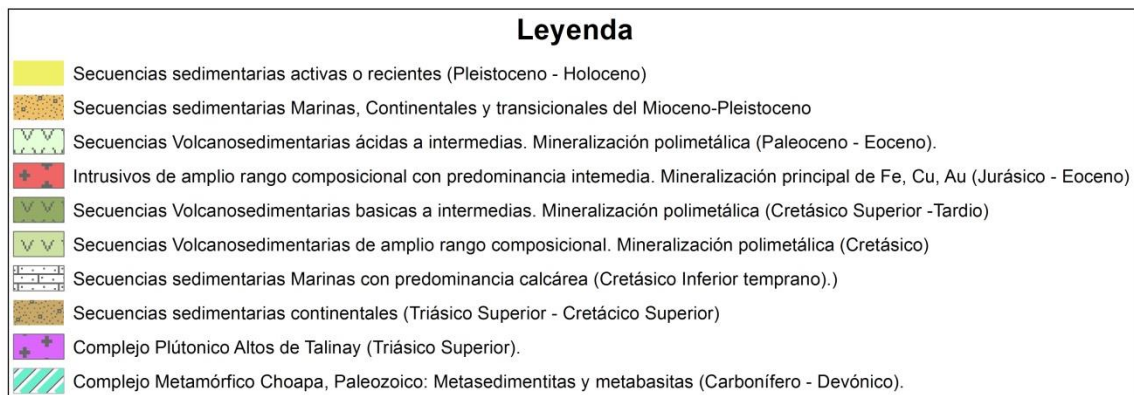 Leyenda
Secuencias sedimentarias activas o recientes (Pleistoceno - Holoceno)
Secuencias sedimentarias Marinas, Continentales y transicionales del Mioceno-Pleistoceno
Secuencias Volcanosedimentarias ácidas a intermedias. Mineralización polimetálica (Paleoceno - Eoceno).
Intrusivos de amplio rango composicional con predominancia intemedia. Mineralización principal de Fe, Cu, Au (Jurásico - Eoceno)
Secuencias Volcanosedimentarias basicas a intermedias. Mineralización polimetálica (Cretásico Superior -Tardio)
Secuencias Volcanosedimentarias de amplio rango composicional. Mineralización polimetálica (Cretásico)
Secuencias sedimentarias Marinas con predominancia calcárea (Cretásico Inferior temprano).)
Secuencias sedimentarias continentales (Triásico Superior - Cretácico Superior)
Complejo Plútonico Altos de Talinay (Triásico Superior).
Complejo Metamórfico Choapa, Paleozoico: Metasedimentitas y metabasitas (Carbonífero - Devónico).